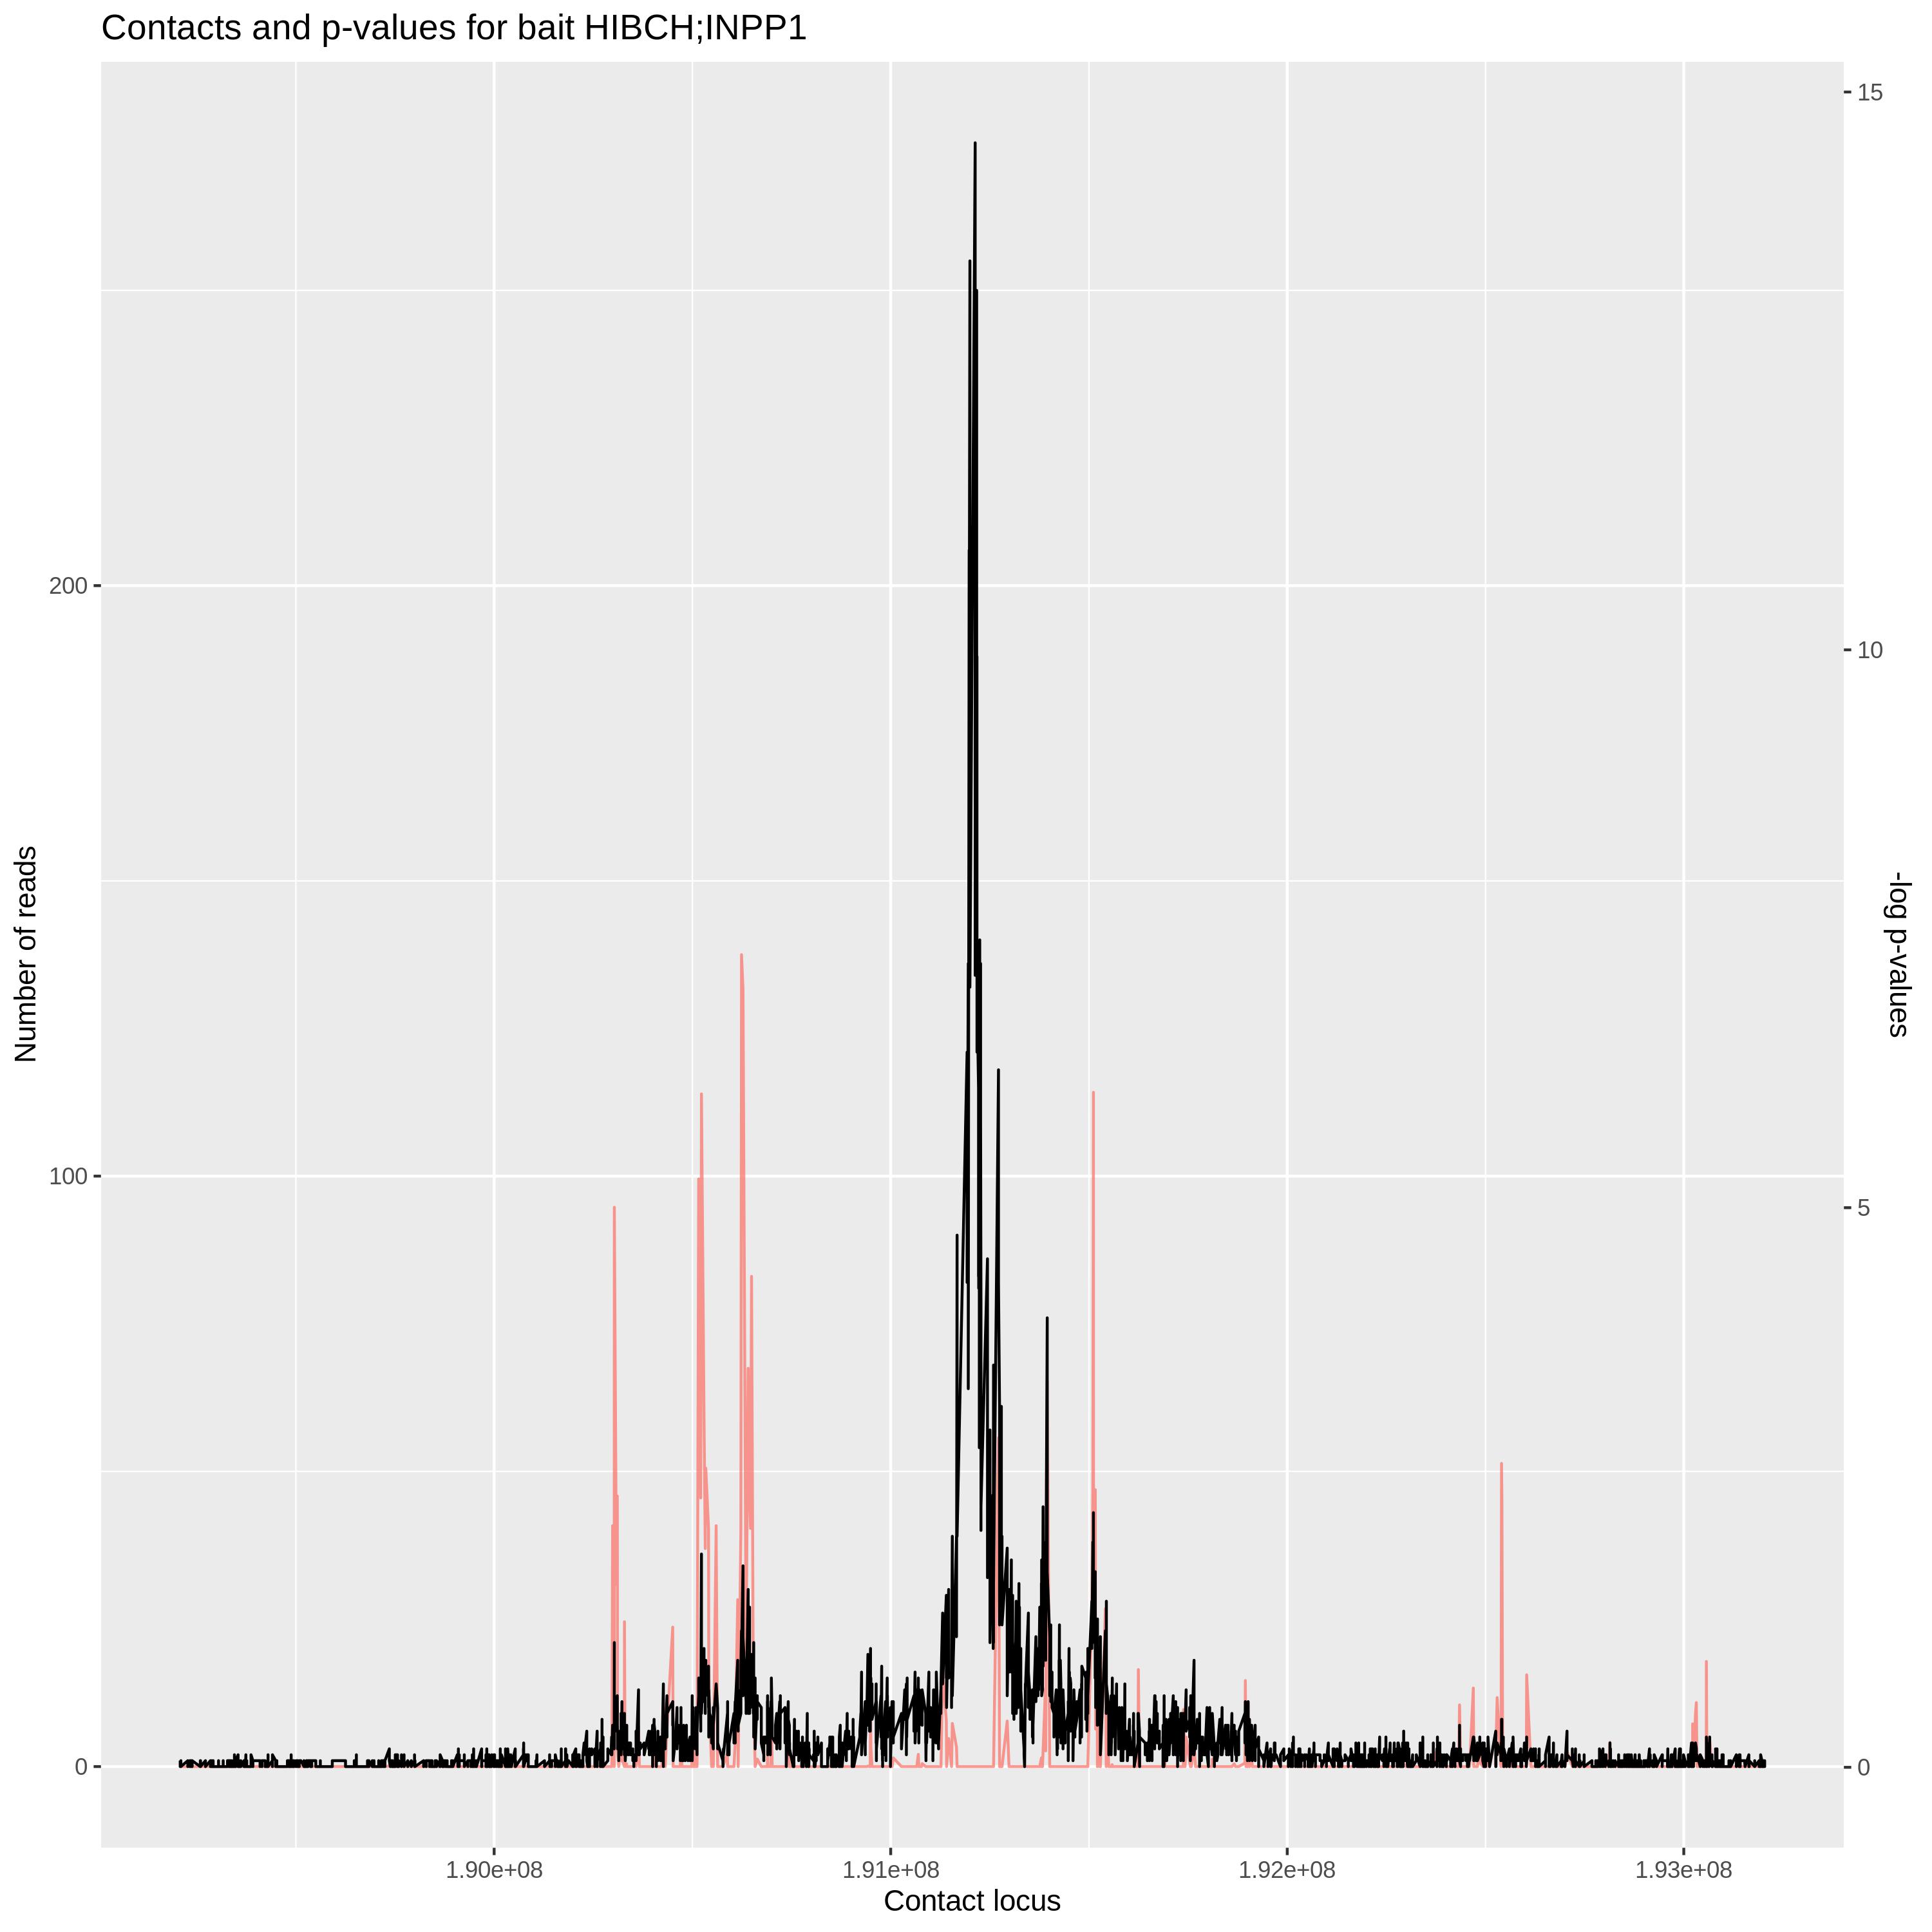 Contacts and p-values for bait HIBCH;INPP1
15
200
10
Number of reads
-log p-values
100
5
0
0
1.90e+08
1.91e+08
1.92e+08
1.93e+08
Contact locus